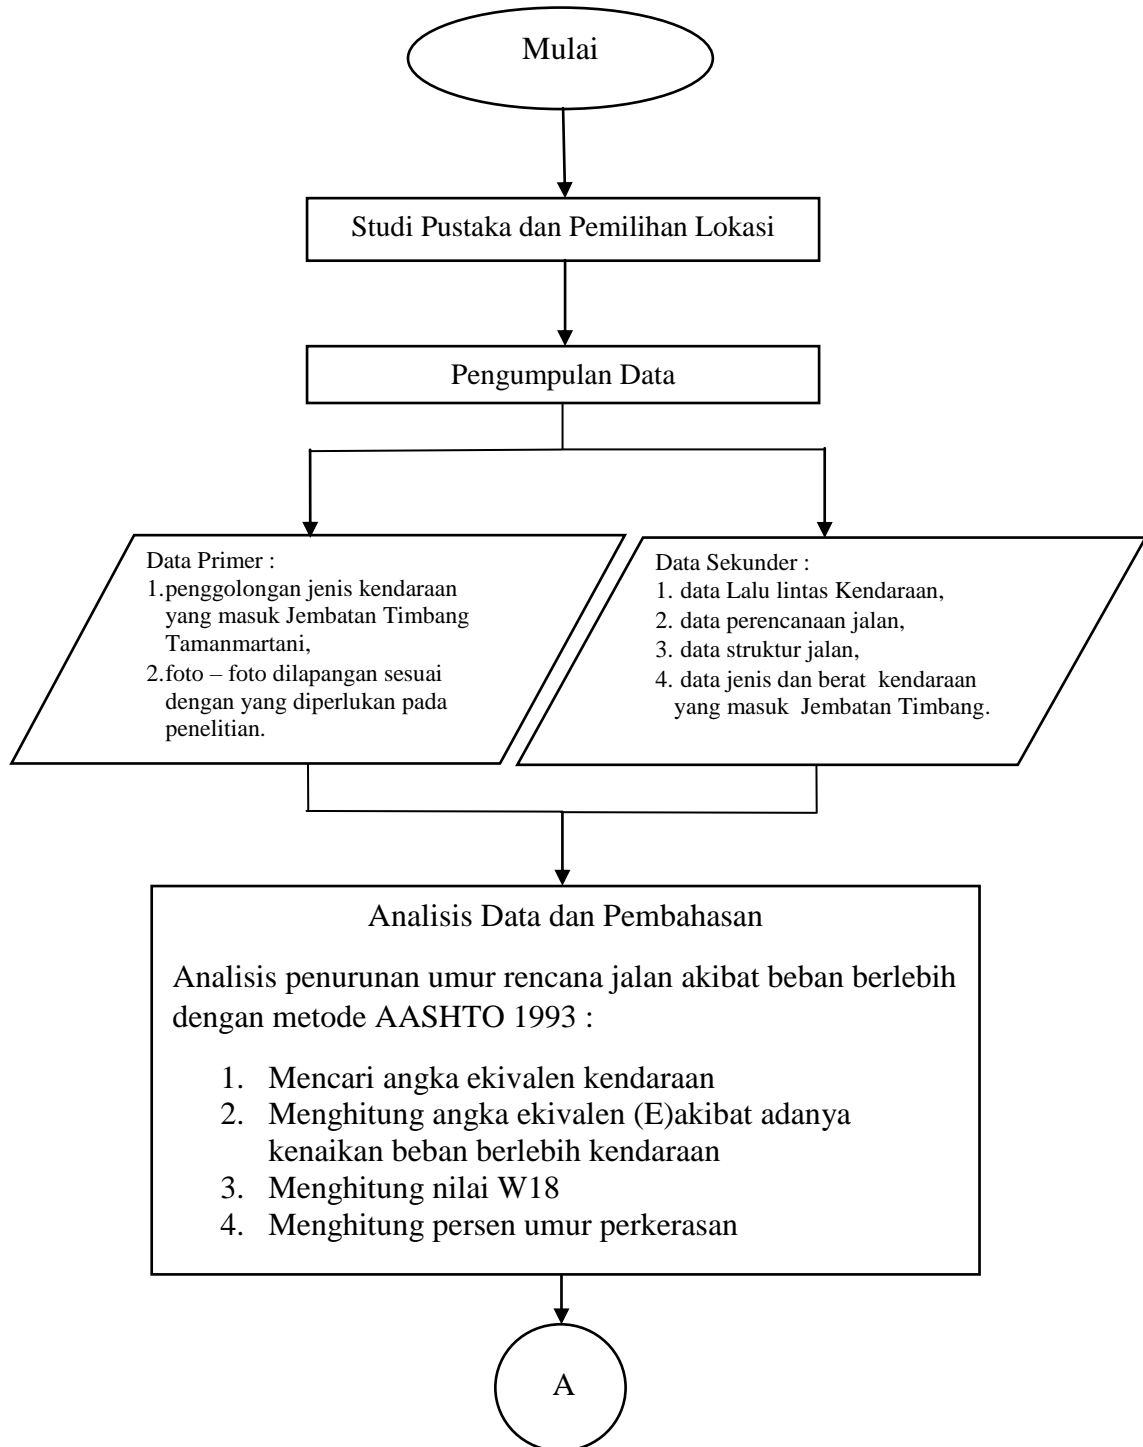 Mulai
Studi Pustaka dan Pemilihan Lokasi
Pengumpulan Data
Data Primer :
1.penggolongan jenis kendaraan
yang masuk Jembatan Timbang
Tamanmartani,
2.foto – foto dilapangan sesuai
dengan yang diperlukan pada
penelitian.
Data Sekunder :
1. data Lalu lintas Kendaraan,
2. data perencanaan jalan,
3. data struktur jalan,
4. data jenis dan berat kendaraan
yang masuk Jembatan Timbang.
Analisis Data dan Pembahasan
Analisis penurunan umur rencana jalan akibat beban berlebih
dengan metode AASHTO 1993 :
1. Mencari angka ekivalen kendaraan
2. Menghitung angka ekivalen (E)akibat adanya
kenaikan beban berlebih kendaraan
3. Menghitung nilai W18
4. Menghitung persen umur perkerasan
A